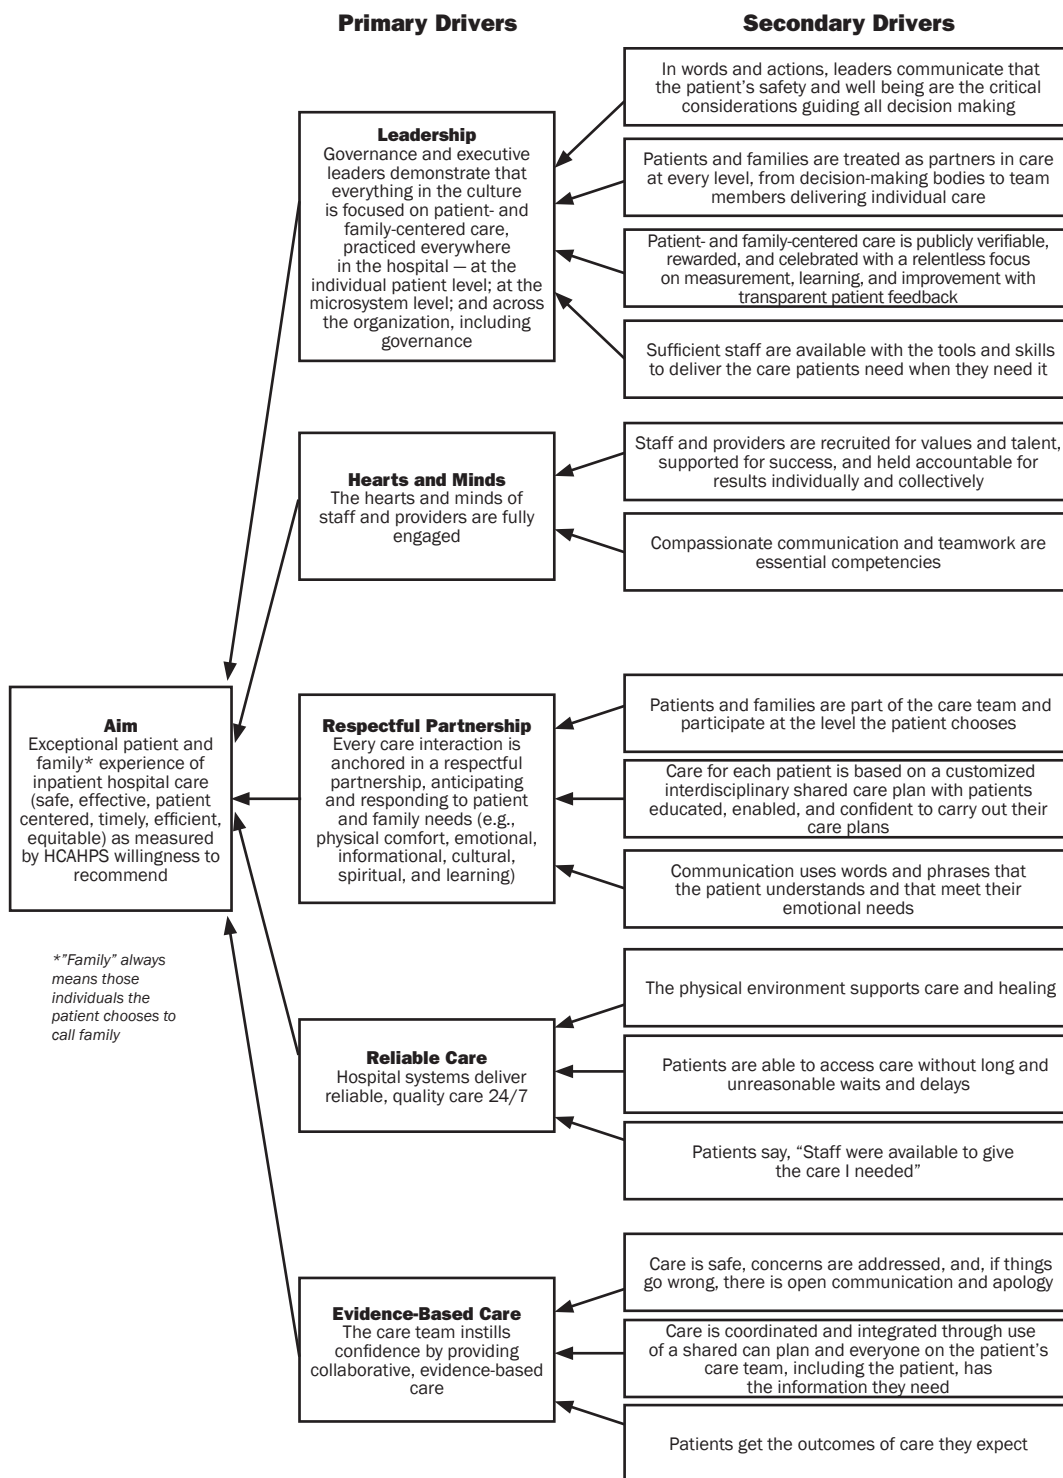 Primary Drivers
Secondary Drivers
In words and actions, leaders communicate that
the patient's safety and well being are the critical
considerations guiding all decision making
Leadership
Governance and executive
leaders demonstrate that
everything in the culture
is focused on patient- and
family-centered care,
practiced everywhere
in the hospital — at the
individual patient level; at the
microsystem level; and across
the organization, including
governance
Patients and families are treated as partners in care
at every level, from decision-making bodies to team
members delivering individual care
Patient- and family-centered care is publicly verifiable,
rewarded, and celebrated with a relentless focus
on measurement, learning, and improvement with
transparent patient feedback
Sufficient staff are available with the tools and skills
to deliver the care patients need when they need it
Hearts and Minds
The hearts and minds of
staff and providers are fully
engaged
Staff and providers are recruited for values and talent,
supported for success, and held accountable for
results individually and collectively
Compassionate communication and teamwork are
essential competencies
Aim
Exceptional patient and
family* experience of
inpatient hospital care
(safe, effective, patient
centered, timely, efficient,
equitable) as measured
by HCAHPS willingness to
recommend
*"Family" always
means those
individuals the
patient chooses to
call family
Respectful Partnership
Every care interaction is
anchored in a respectful
partnership, anticipating
and responding to patient
and family needs (e.g.,
physical comfort, emotional,
informational, cultural,
spiritual, and learning)
Patients and families are part of the care team and
participate at the level the patient chooses
Care for each patient is based on a customized
interdisciplinary shared care plan with patients
educated, enabled, and confident to carry out their
care plans
Communication uses words and phrases that
the patient understands and that meet their
emotional needs
Reliable Care
Hospital systems deliver
reliable, quality care 24/7
The physical environment supports care and healing
Patients are able to access care without long and
unreasonable waits and delays
Patients say, “Staff were available to give
the care I needed”
Evidence-Based Care
The care team instills
confidence by providing
collaborative, evidence-based
care
Care is safe, concerns are addressed, and, if things
go wrong, there is open communication and apology
Care is coordinated and integrated through use
of a shared can plan and everyone on the patient's
care team, including the patient, has
the information they need
Patients get the outcomes of care they expect